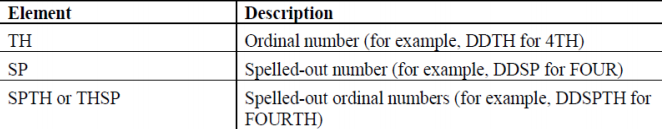 Element Description
TH Ordinal number (for example, DDTH for 4TH)
SP Spelled-out number (for example, DDSP for FOUR)
SPTH or THSP Spelled-out ordinal numbers (for example, DDSPTH for
FOURTH)